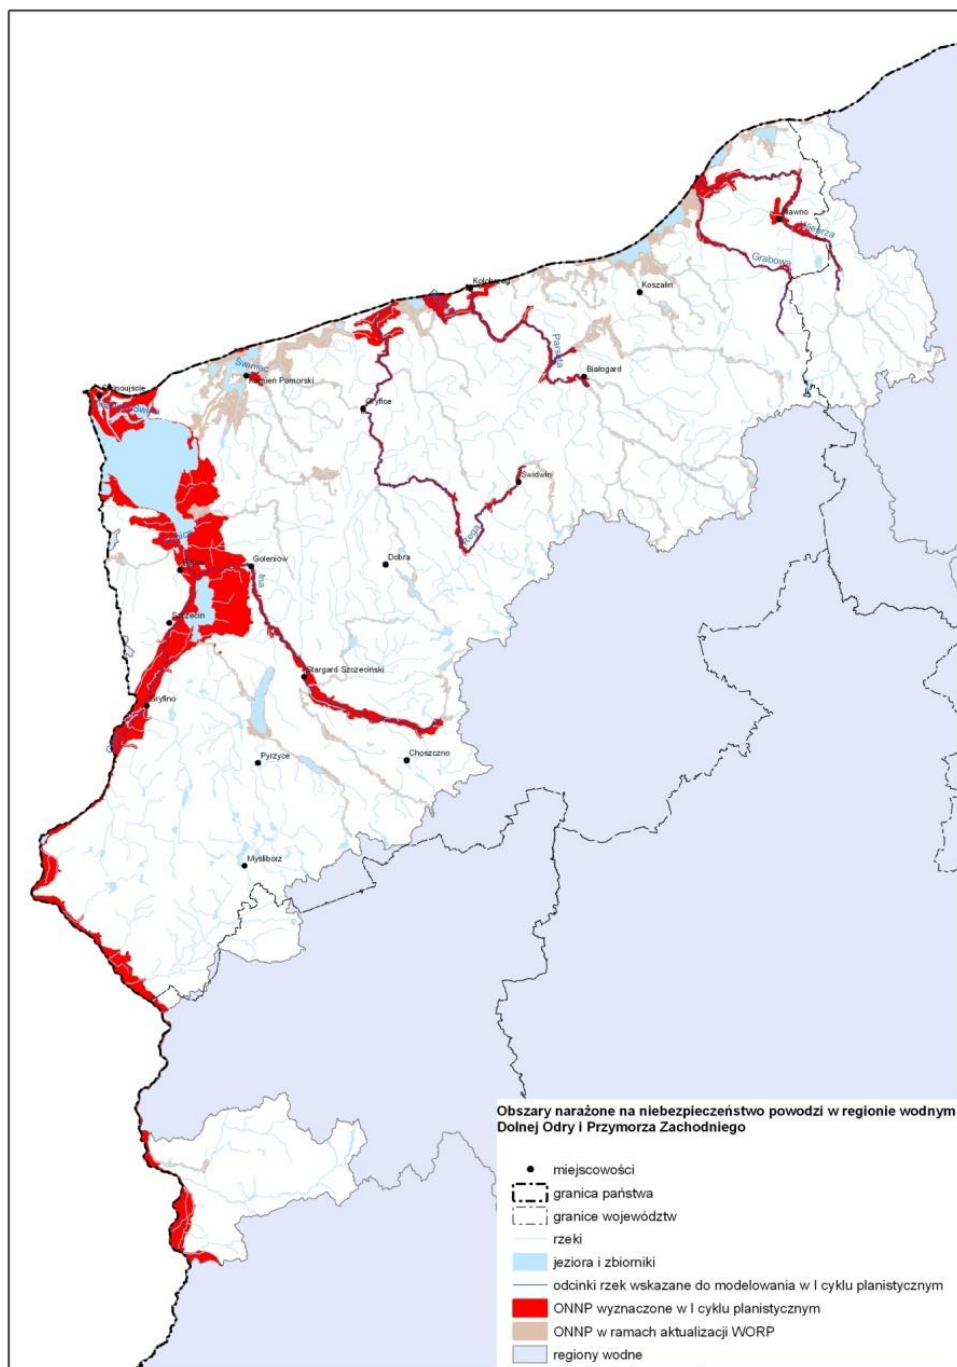 Sławno
Wieprza
Grabowa
Kołobrzeg
Koszalin
Parsęta
Białogard
Świniec
Kamień Pomorski
Świnoujście
Gryfice
Świdwin
Rega
Goleniów
Dobra
Ina
Szczecin
Stargard Szczeciński
Gryfino
Pyrzyce
Choszczno
Myślibórz
Obszary narażone na niebezpieczeństwo powodzi w regionie wodnym
Dolnej Odry i Przymorza Zachodniego
miejscowości
granica państwa
granice województw
rzeki
jeziora i zbiorniki
odcinki rzek wskazane do modelowania w I cyklu planistycznym
ONNP wyznaczone w I cyklu planistycznym
ONNP w ramach aktualizacji WORP
regiony wodne